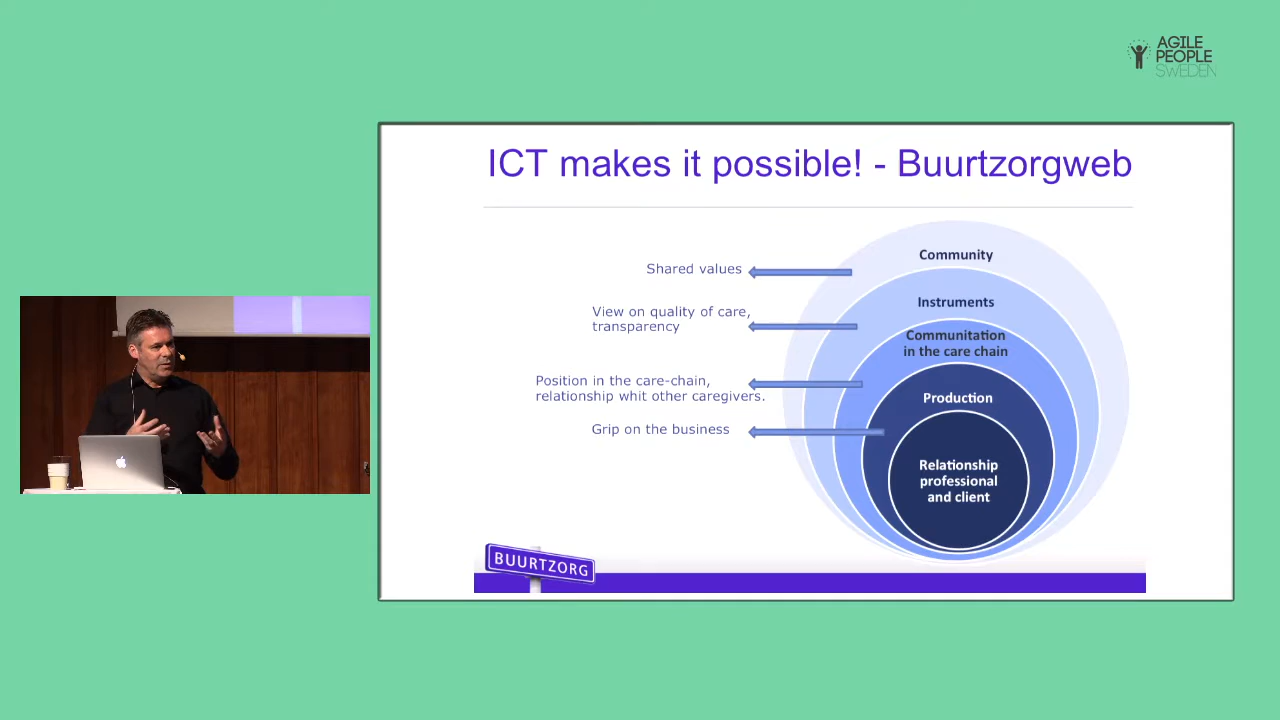 AGILE
PEOPLE
SWEDEN
ICT makes it possible! - Buurtzorgweb
Community
Shared values
Instruments
View on quality of care,
transparency
Communitation
in the care chain
Position in the care-chain,
relationship whit other caregivers.
Production
Grip on the business
Relationship
professional
and client
BUURTZORG